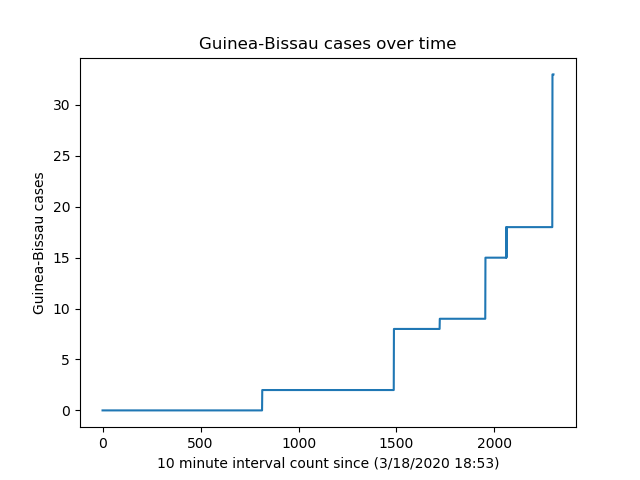 Guinea-Bissau cases over time
Guinea-Bissau cases
30
25
20
15
10
5
0
0 500 1000 1500 2000
10 minute interval count since (3/18/2020 18:53)